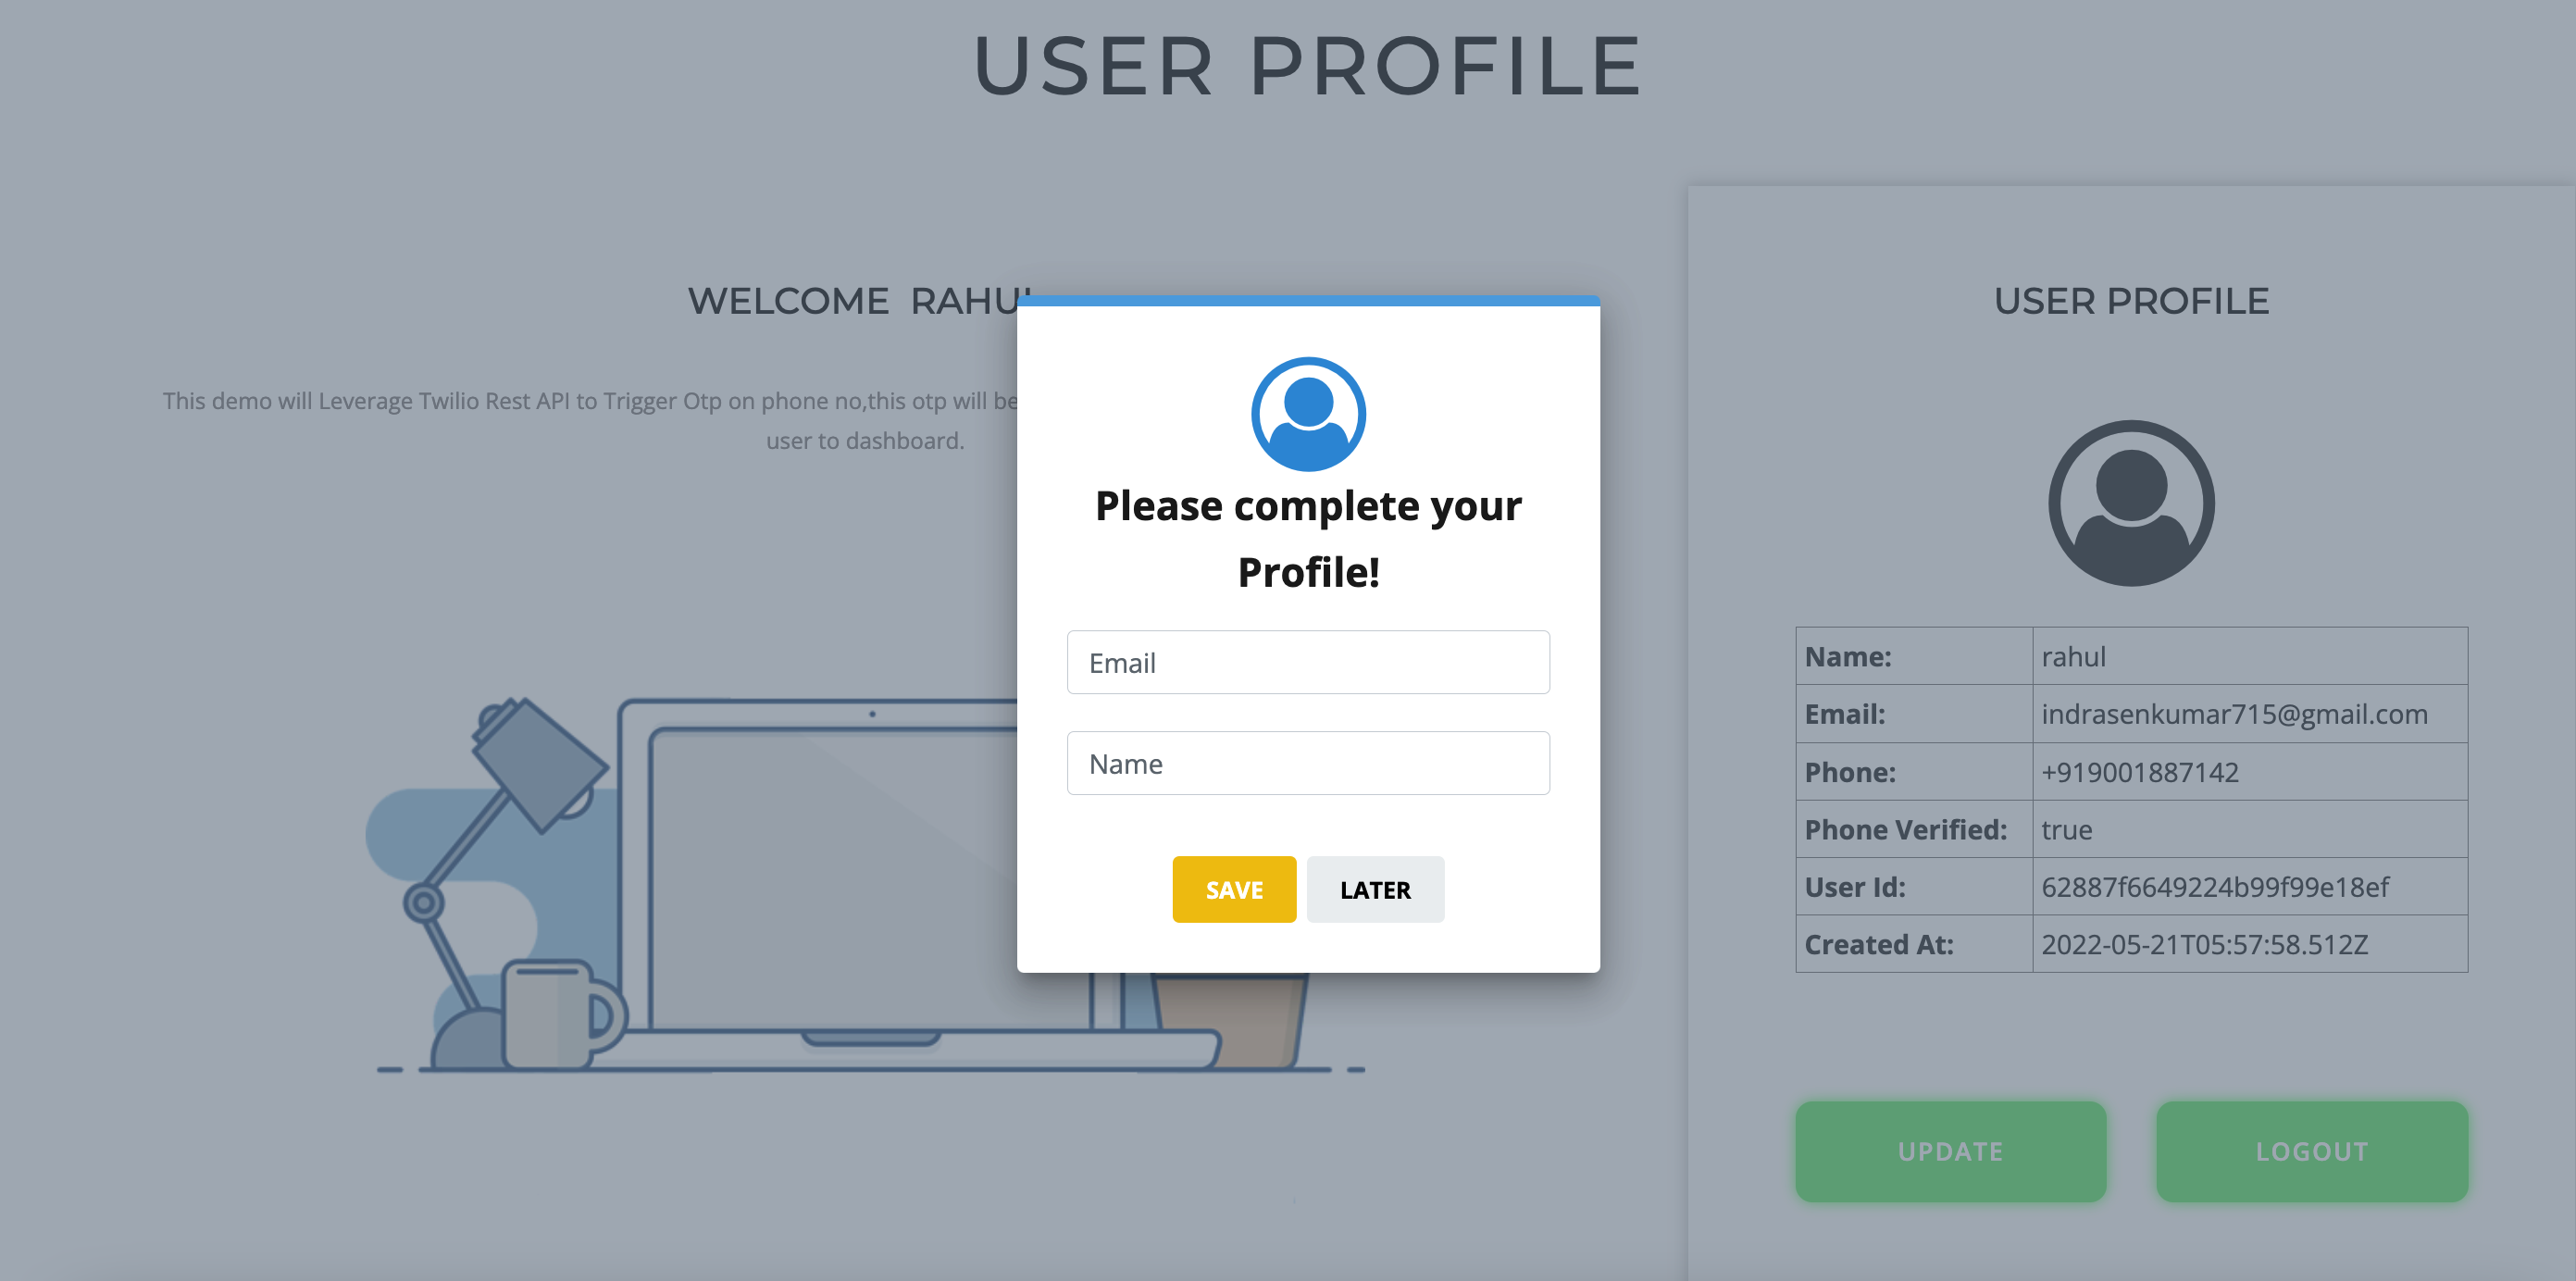 USER PROFILE
WELCOME RAHUL
This demo will Leverage Twilio Rest API to Trigger Otp on phone no,this otp will be
user to dashboard.
Please complete your
Profile!
Email
Name
SAVE LATER
USER PROFILE
Name: rahul
Email: indrasenkumar715@gmail.com
Phone: +919001887142
Phone Verified: true
User Id: 62887f6649224b99f99e18ef
Created At: 2022-05-21T05:57:58.512Z
UPDATE LOGOUT